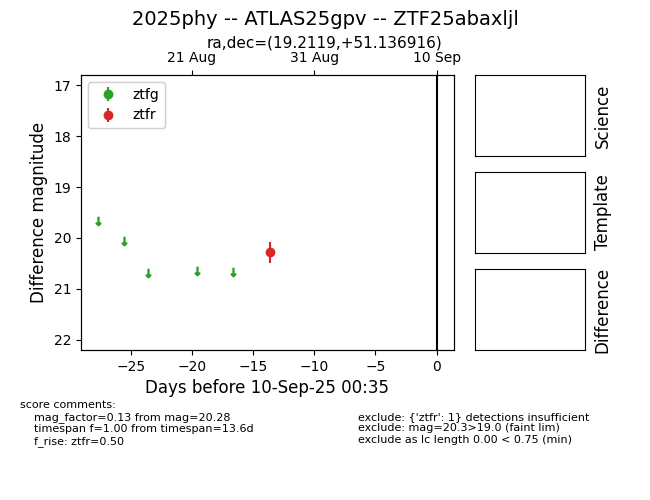 2025phy -- ATLAS25gpv -- ZTF25abaxljl
ra,dec=(19.2119,+51.136916)
21 Aug 31 Aug 10 Sep
ztfg
ztfr
17
18
19
20
21
22
Difference magnitude
−25 −20 −15 −10 −5 0
Days before 10-Sep-25 00:35
Science
Template
Difference
score comments:
mag_factor=0.13 from mag=20.28
timespan f=1.00 from timespan=13.6d
f_rise: ztfr=0.50
exclude: {'ztfr': 1} detections insufficient
exclude: mag=20.3>19.0 (faint lim)
exclude as lc length 0.00 < 0.75 (min)